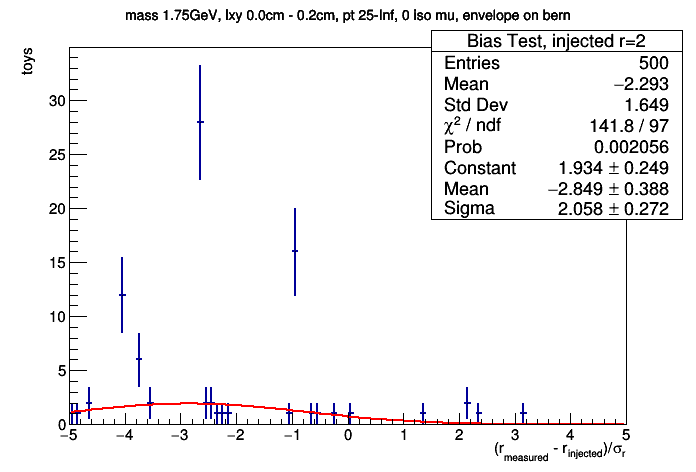 mass 1.75GeV, lxy 0.0cm - 0.2cm, pt 25-Inf, 0 Iso mu, envelope on bern
Bias Test, injected r=2
Entries 500
Mean −2.293
Std Dev 1.649
χ² / ndf 141.8 / 97
Prob 0.002056
Constant 1.934 ± 0.249
Mean −2.849 ± 0.388
Sigma 2.058 ± 0.272
toys
30
25
20
15
10
5
0
−5 −4 −3 −2 −1 0 1 2 3 4 5
(r_measured - r_injected)/σ_r